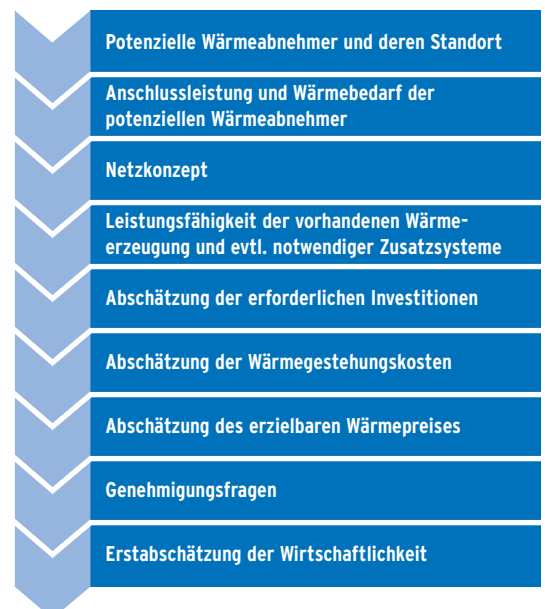 Potenzielle Wärmeabnehmer und deren Standort
Anschlussleistung und Wärmebedarf der
potenziellen Wärmeabnehmer
Netzkonzept
Leistungsfähigkeit der vorhandenen Wärme-
erzeugung und evtl. notwendiger Zusatzsysteme
Abschätzung der erforderlichen Investitionen
Abschätzung der Wärmegestehungskosten
Abschätzung des erzielbaren Wärmepreises
Genehmigungsfragen
Erstabschätzung der Wirtschaftlichkeit